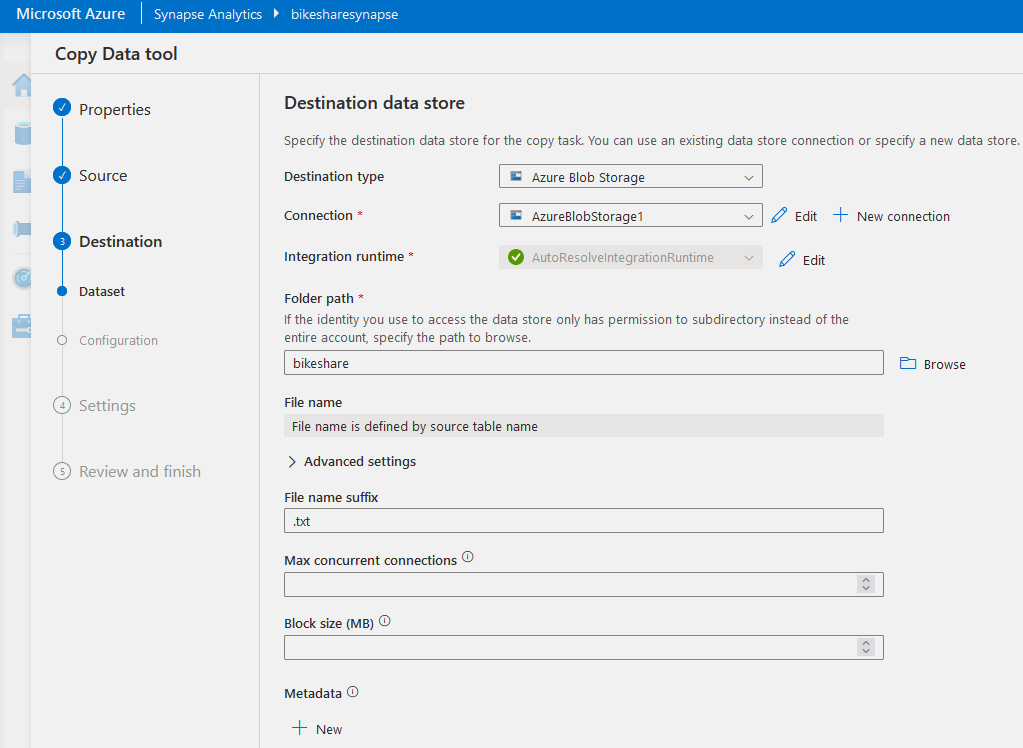 Microsoft Azure
Synapse Analytics
bikesharesynapse
Copy Data tool
Properties
Source
3
Destination
Dataset
Configuration
4
Settings
5
Review and finish
Destination data store
Specify the destination data store for the copy task. You can use an existing data store connection or specify a new data store.
Destination type
Azure Blob Storage
Connection *
AzureBlobStorage1
Edit
New connection
Integration runtime *
AutoResolveIntegrationRuntime
Edit
Folder path *
If the identity you use to access the data store only has permission to subdirectory instead of the
entire account, specify the path to browse.
bikeshare
Browse
File name
File name is defined by source table name
Advanced settings
File name suffix
.txt
Max concurrent connections
Block size (MB)
Metadata
New